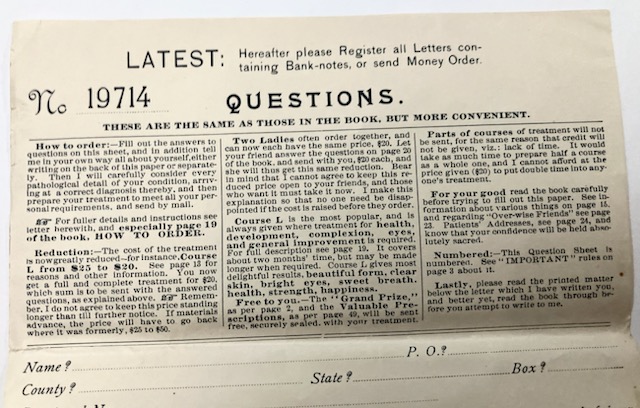 LATEST: Hereafter please Register all Letters con-
taining Bank-notes, or send Money Order.
No 19714
QUESTIONS.
THESE ARE THE SAME AS THOSE IN THE BOOK, BUT MORE CONVENIENT.
How to order:—Fill out the answers to
questions on this sheet, and in addition tell
me in your own way all about yourself, either
writing on the back of this paper or separate-
ly. Then I will carefully consider every
pathological detail of your condition, arriv-
ing at a correct diagnosis thereby, and then
prepare your treatment to meet all your per-
sonal requirements, and send by mail.
☞ For fuller details and instructions see
letter herewith, and especially page 19
of the book, HOW TO ORDER.
Reduction:—The cost of the treatment
is now greatly reduced—for instance, Course
L from $25 to $20. See page 13 for
reasons and other information. You now
get a full and complete treatment for $20,
which sum is to be sent with the answered
questions, as explained above. ☞ Remem-
ber, I do not agree to keep this price standing
longer than till further notice. If materials
advance, the price will have to go back
where it was formerly, $25 to $50.
Two Ladies often order together, and
can now each have the same price, $20. Let
your friend answer the questions on page 20
of the book, and send with you, $20 each, and
she will thus get this same reduction. Bear
in mind that I cannot agree to keep this re-
duced price open to your friends, and those
who want it must take it now. I make this
explanation so that no one need be disap-
pointed if the cost is raised before they order.
Course L is the most popular, and is
always given where treatment for health,
development, complexion, eyes,
and general improvement is required.
For full description see page 19. It covers
about two months' time, but may be made
longer when required. Course L gives most
delightful results, beautiful form, clear
skin, bright eyes, sweet breath,
health, strength, happiness.
Free to you.—The "Grand Prize,"
as per page 2, and the Valuable Pre-
scriptions, as per page 49, will be sent
free, securely sealed, with your treatment.
Parts of courses of treatment will not
be sent, for the same reason that credit will
not be given, viz.: lack of time. It would
take as much time to prepare half a course
as a whole one, and I cannot afford at the
price given ($20) to put double time into any-
one's treatment.
For your good read the book carefully
before trying to fill out this paper. See in-
formation about various things on page 14,
and regarding "Over-wise Friends" see page
23. Patients' Addresses, see page 24, and
know that your confidence will be held abso-
lutely sacred.
Numbered:—This Question Sheet is
numbered. See "IMPORTANT" rules on
page 3 about it.
Lastly, please read the printed matter
below the letter which I have written you,
and better yet, read the book through be-
fore you attempt to write to me.
Name?
P. O.?
County?
State?
Box?